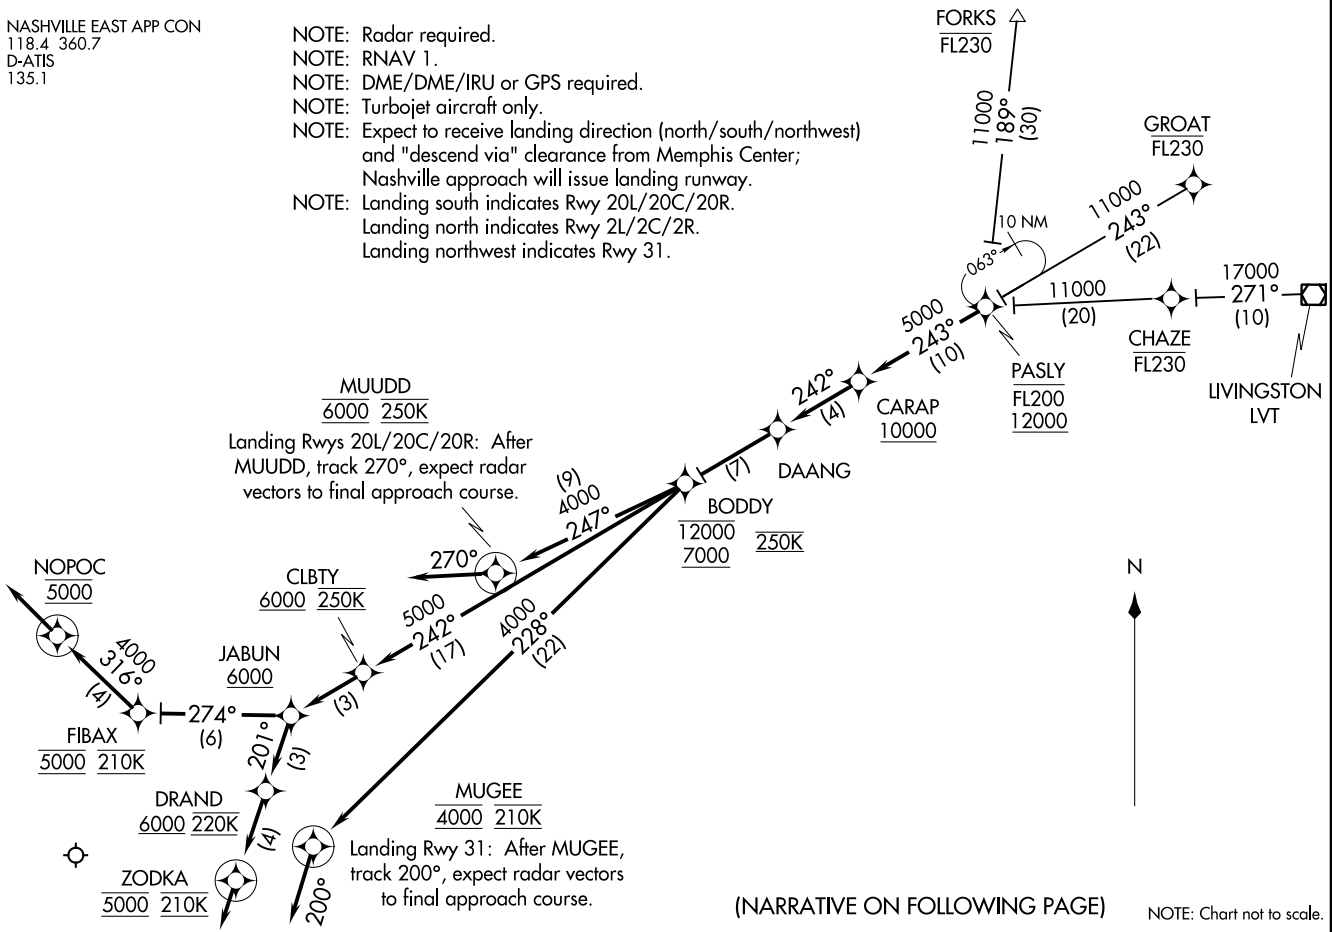 NASHVILLE EAST APP CON
118.4 360.7
D-ATIS
135.1
NOTE: Radar required.
NOTE: RNAV 1.
NOTE: DME/DME/IRU or GPS required.
NOTE: Turbojet aircraft only.
NOTE: Expect to receive landing direction (north/south/northwest)
and "descend via" clearance from Memphis Center;
Nashville approach will issue landing runway.
NOTE: Landing south indicates Rwy 20L/20C/20R.
Landing north indicates Rwy 2L/2C/2R.
Landing northwest indicates Rwy 31.
FORKS
FL230
11000
189°
(30)
GROAT
FL230
11000
243°
(22)
10 NM
063°
17000
271°
(10)
11000
(20)
CHAZE
FL230
LIVINGSTON
LVT
PASLY
FL200
12000
5000
243°
(10)
CARAP
10000
242°
(4)
DAANG
(7)
BODDY
12000
7000
250K
MUUDD
6000 250K
Landing Rwys 20L/20C/20R: After
MUUDD, track 270°, expect radar
vectors to final approach course.
(9)
4000
247°
270°
CLBTY
6000 250K
5000
242°
(17)
4000
228°
(22)
NOPOC
5000
4000
316°
(4)
JABUN
6000
(3)
274°
(6)
FIBAX
5000 210K
201°
(3)
DRAND
6000 220K
(4)
ZODKA
5000 210K
MUGEE
4000 210K
Landing Rwy 31: After MUGEE,
track 200°, expect radar vectors
to final approach course.
200°
N
(NARRATIVE ON FOLLOWING PAGE)
NOTE: Chart not to scale.